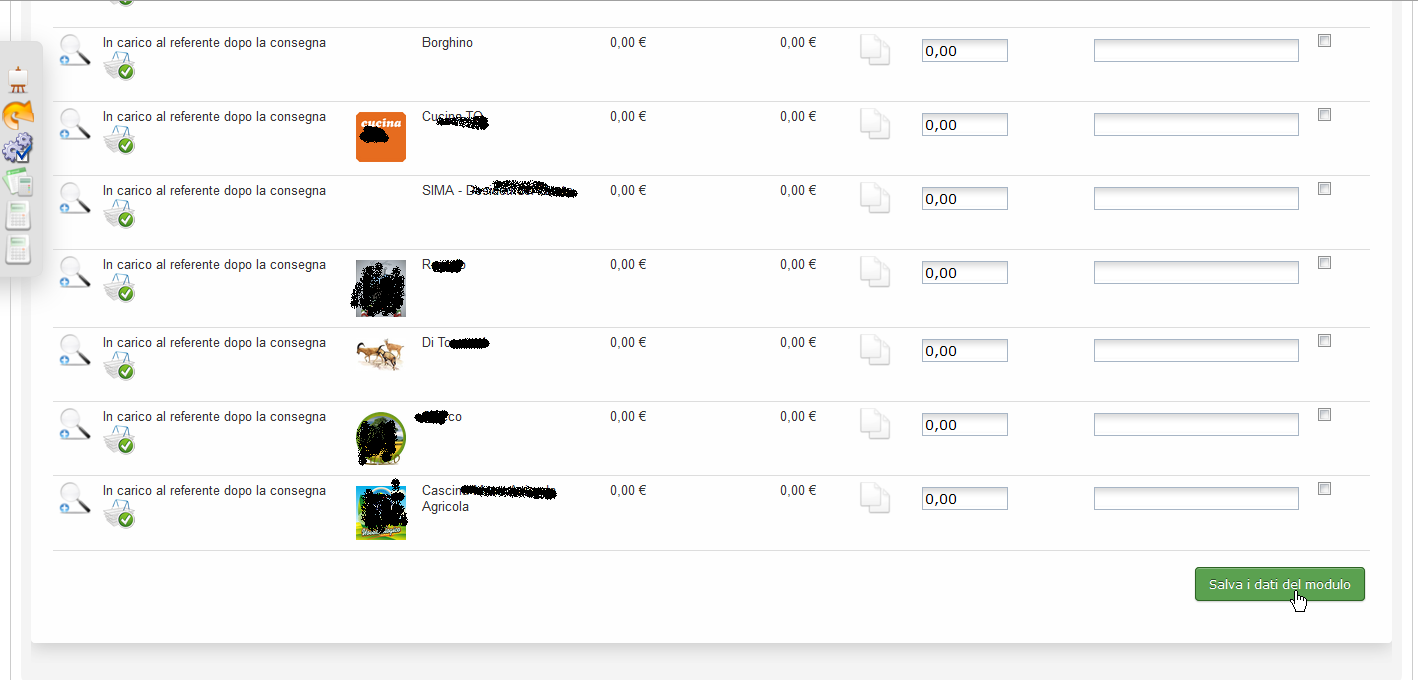 In carico al referente dopo la consegna Borghino 0,00 € 0,00 € 0,00
In carico al referente dopo la consegna cucina Cucina TO 0,00 € 0,00 € 0,00
In carico al referente dopo la consegna SIMA - 0,00 € 0,00 € 0,00
In carico al referente dopo la consegna 0,00 € 0,00 € 0,00
In carico al referente dopo la consegna Di 0,00 € 0,00 € 0,00
In carico al referente dopo la consegna 0,00 € 0,00 € 0,00
In carico al referente dopo la consegna 0,00 € 0,00 € 0,00
Agricola
Salva i dati del modulo